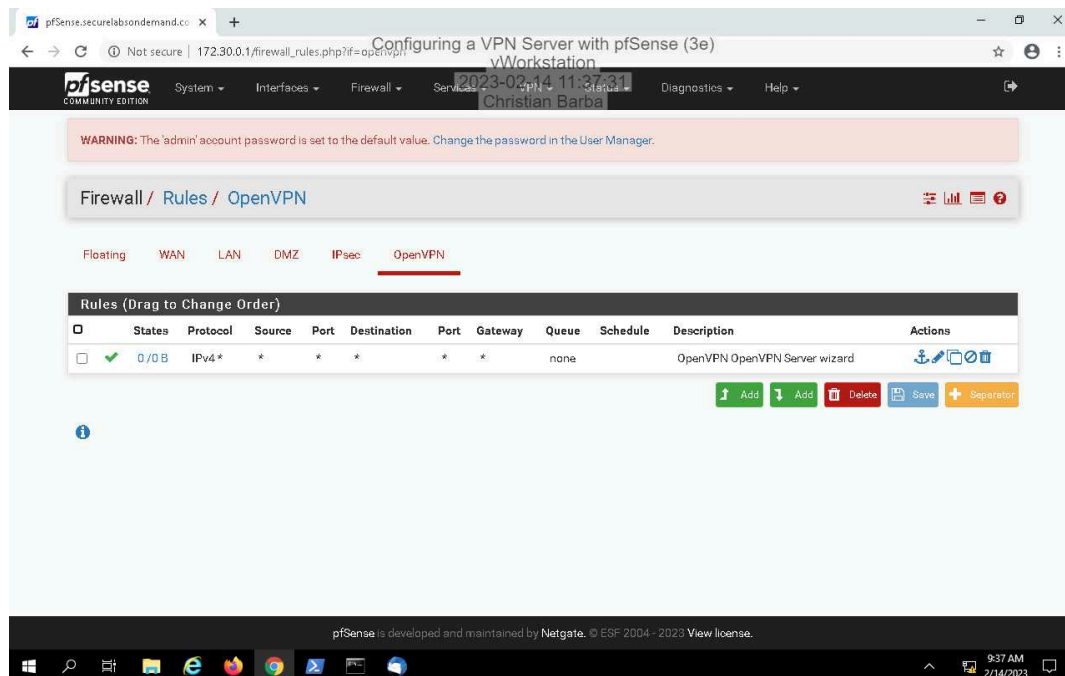 pfSense.securelabsondemand.co
Not secure | 172.30.0.1/firewall_rules.php?if=openvpn
Configuring a VPN Server with pfSense (3e)
vWorkstation
2023-02-14 11:37:31
Christian Barba
pfsense
COMMUNITY EDITION
System Interfaces Firewall Services VPN Status Diagnostics Help
WARNING: The 'admin' account password is set to the default value. Change the password in the User Manager.
Firewall / Rules / OpenVPN
Floating WAN LAN DMZ IPsec OpenVPN
Rules (Drag to Change Order)
States Protocol Source Port Destination Port Gateway Queue Schedule Description Actions
0 /0 B IPv4 * * * * * * none OpenVPN OpenVPN Server wizard
Add Add Delete Save Separator
pfSense is developed and maintained by Netgate. © ESF 2004 - 2023 View license.
9:37 AM
2/14/2023